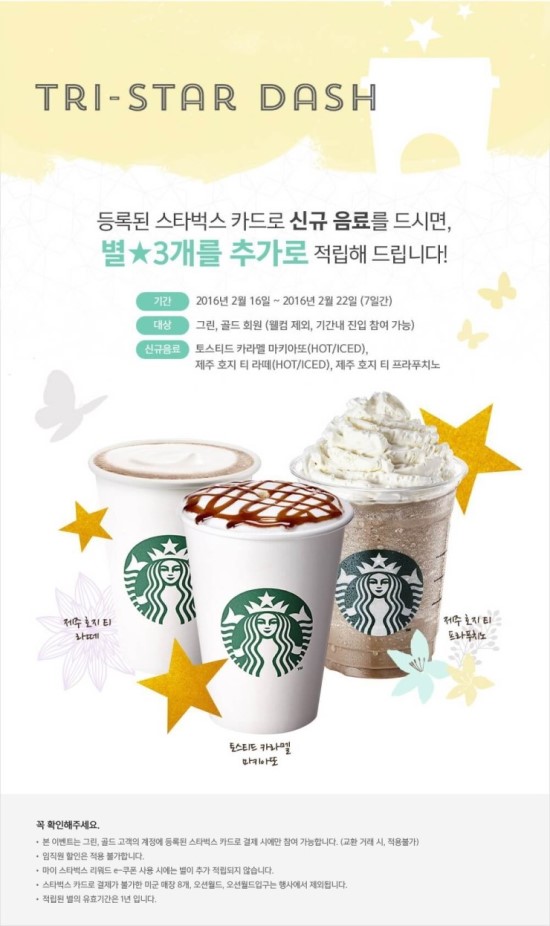 TRI-STAR DASH
등록된 스타벅스 카드로 신규 음료를 드시면,
별★3개를 추가로 적립해 드립니다!
기간 2016년 2월 16일 ~ 2016년 2월 22일 (7일간)
대상 그린, 골드 회원 (웰컴 제외, 기간내 진입 참여 가능)
신규음료 토스티드 카라멜 마키아또(HOT/ICED),
제주 호지 티 라떼(HOT/ICED), 제주 호지 티 프라푸치노
제주 호지 티
라떼
제주 호지 티
프라푸치노
토스티드 카라멜
마키아또
TM
꼭 확인해주세요.
• 본 이벤트는 그린, 골드 고객의 계정에 등록된 스타벅스 카드로 결제 시에만 참여 가능합니다. (교환 거래 시, 적용불가)
• 임직원 할인은 적용 불가합니다.
• 마이 스타벅스 리워드 e-쿠폰 사용 시에는 별이 추가 적립되지 않습니다.
• 스타벅스 카드로 결제가 불가한 미군 매장 8개, 오션월드, 오션월드입구는 행사에서 제외됩니다.
• 적립된 별의 유효기간은 1년 입니다.